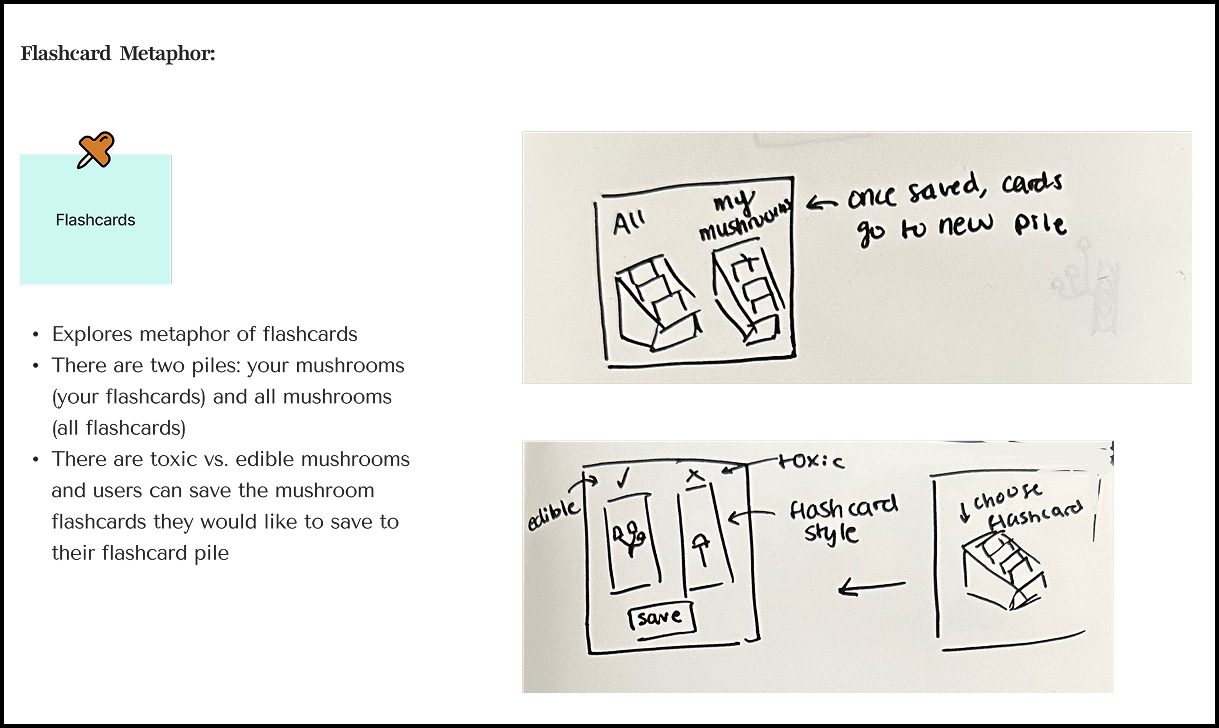 Flashcard Metaphor:
Flashcards
• Explores metaphor of flashcards
• There are two piles: your mushrooms
(your flashcards) and all mushrooms
(all flashcards)
• There are toxic vs. edible mushrooms
and users can save the mushroom
flashcards they would like to save to
their flashcard pile
All
my
mushrooms
← once saved, cards
go to new pile
edible
✓
x
toxic
flashcard
style
save
↓ choose
flashcard